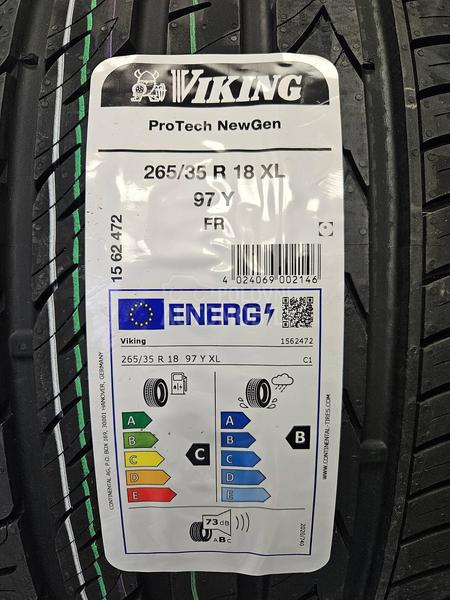 VIKING
ProTech NewGen
265/35 R 18 XL
97 Y
FR
15 62 472
4 024069 002146
ENERG
Viking 1562472
265/35 R 18 97 Y XL C1
A
B
C
D
E
C
A
B
C
D
E
B
73 dB
ABC
2020/740
CONTINENTAL AG, P.O. BOX 169, 30001 HANOVER, GERMANY
WWW.CONTINENTAL-TIRES.COM